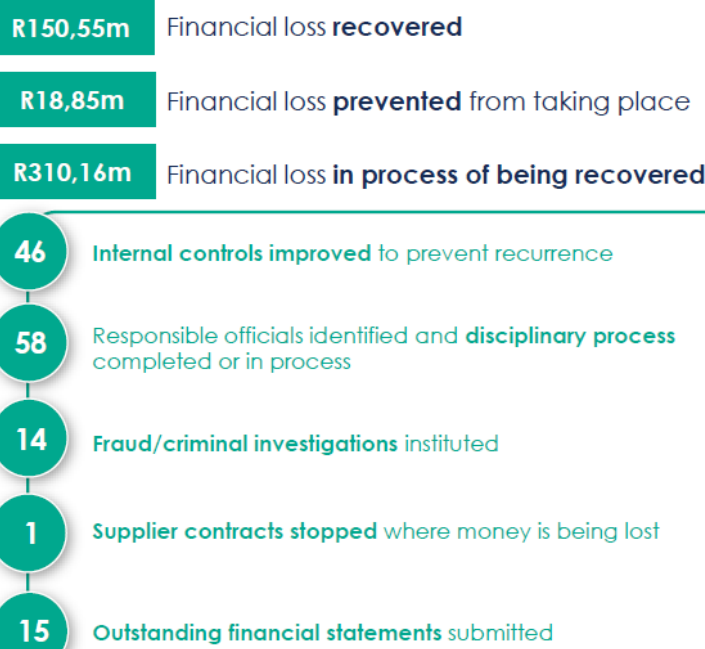 R150,55m Financial loss recovered
R18,85m Financial loss prevented from taking place
R310,16m Financial loss in process of being recovered
46 Internal controls improved to prevent recurrence
58 Responsible officials identified and disciplinary process
completed or in process
14 Fraud/criminal investigations instituted
1 Supplier contracts stopped where money is being lost
15 Outstanding financial statements submitted